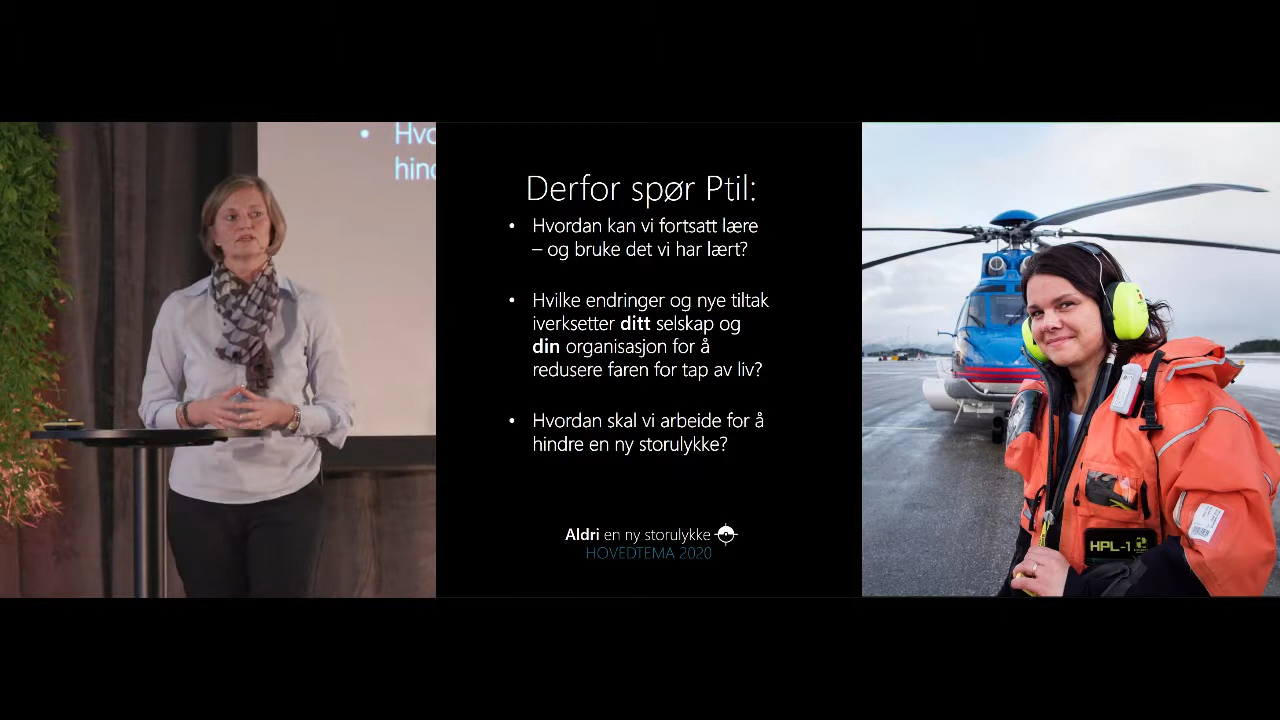 Hvo
hind
Derfor spør Ptil:
• Hvordan kan vi fortsatt lære
– og bruke det vi har lært?
• Hvilke endringer og nye tiltak
iverksetter ditt selskap og
din organisasjon for å
redusere faren for tap av liv?
• Hvordan skal vi arbeide for å
hindre en ny storulykke?
Aldri en ny storulykke
HOVEDTEMA 2020
HPL-1